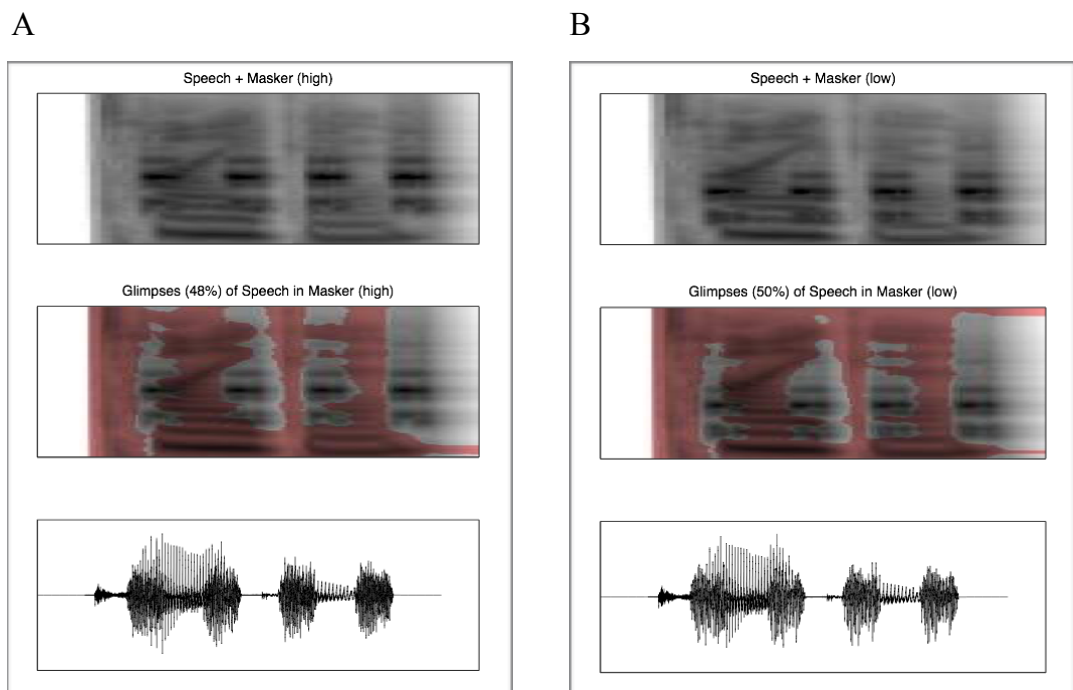 A
Speech + Masker (high)
Glimpses (48%) of Speech in Masker (high)
B
Speech + Masker (low)
Glimpses (50%) of Speech in Masker (low)